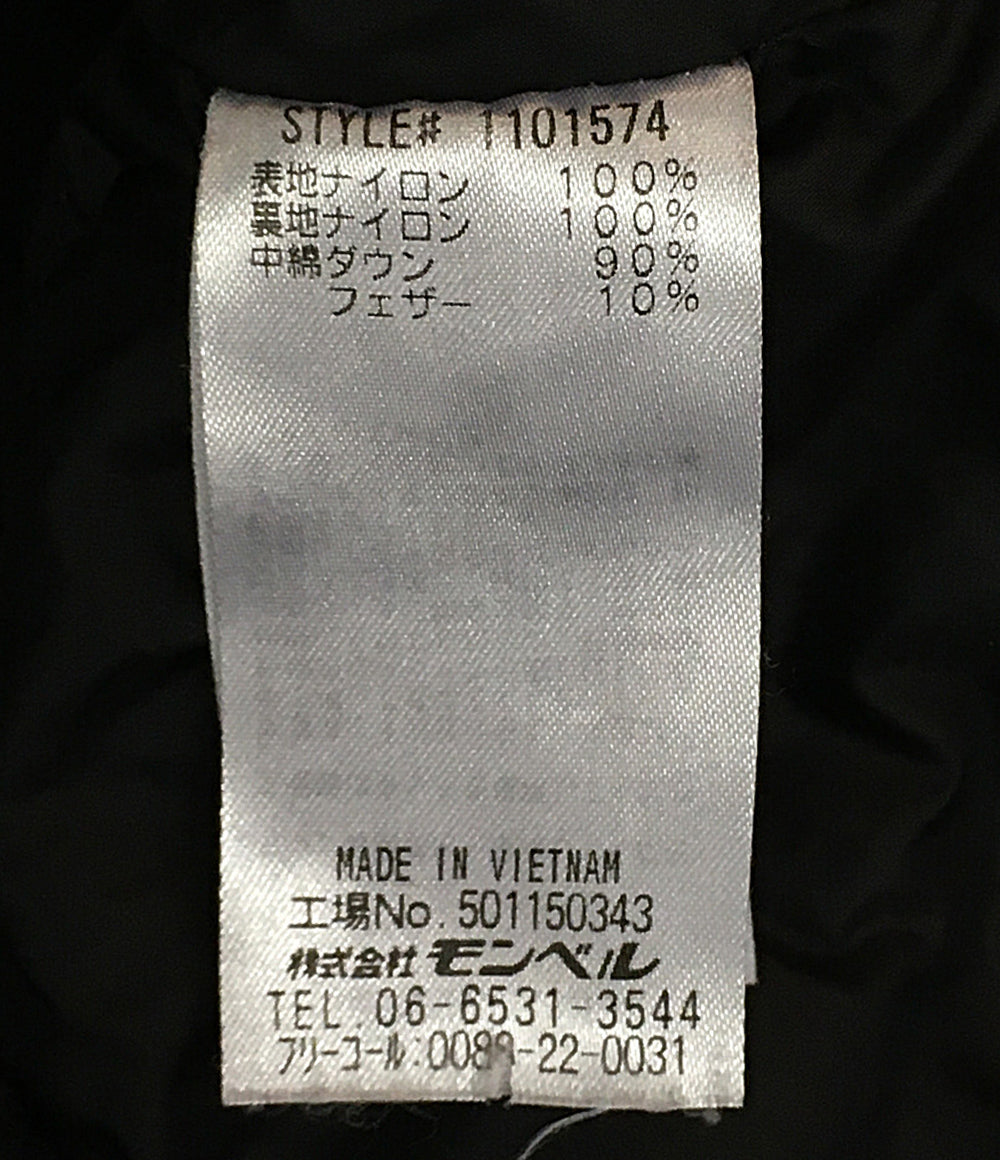 STYLE# 1101574
表地ナイロン 100%
裏地ナイロン 100%
中綿ダウン 90%
フェザー 10%
MADE IN VIETNAM
工場No.501150343
株式会社モンベル
TEL.06-6531-3544
フリーコール:0088-22-0031